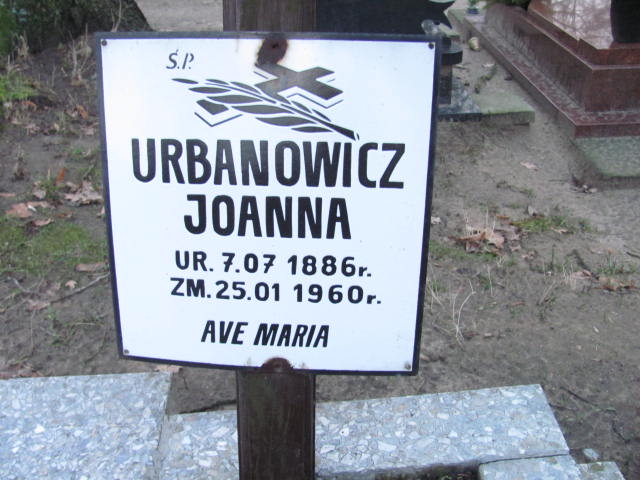 Ś.P.
URBANOWICZ
JOANNA
UR. 7.07 1886r.
ZM. 25.01 1960r.
AVE MARIA